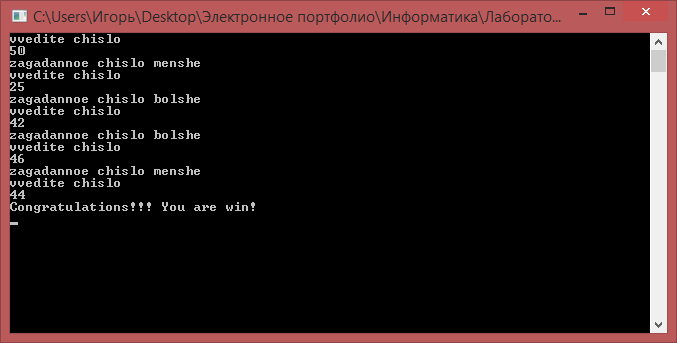 C:\Users\Игорь\Desktop\Электронное портфолио\Информатика\Лаборато...
vvedite chislo
50
zagadannoe chislo menshe
vvedite chislo
25
zagadannoe chislo bolshe
vvedite chislo
42
zagadannoe chislo bolshe
vvedite chislo
46
zagadannoe chislo menshe
vvedite chislo
44
Congratulations!!! You are win!